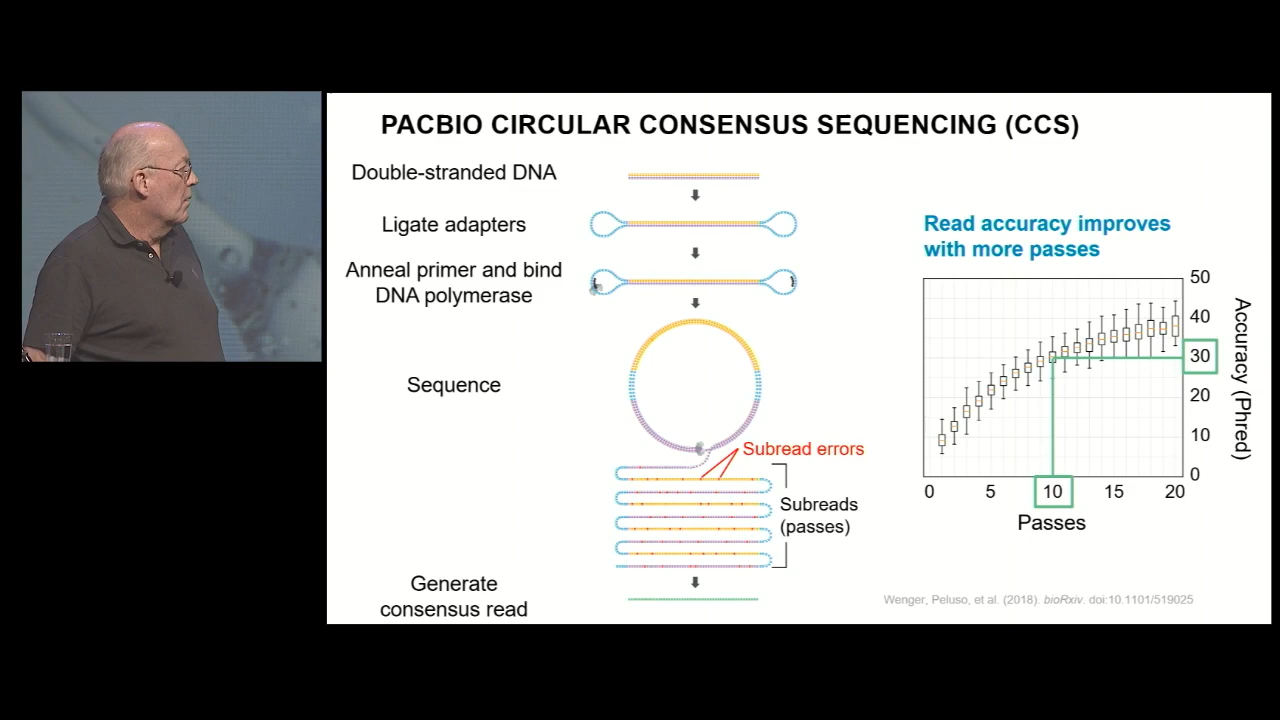 PACBIO CIRCULAR CONSENSUS SEQUENCING (CCS)
Double-stranded DNA
Ligate adapters
Anneal primer and bind
DNA polymerase
Sequence
Subread errors
Subreads
(passes)
Generate
consensus read
Read accuracy improves
with more passes
50
40
30
20
10
0
Accuracy (Phred)
0 5 10 15 20
Passes
Wenger, Peluso, et al. (2018). bioRxiv. doi:10.1101/519025